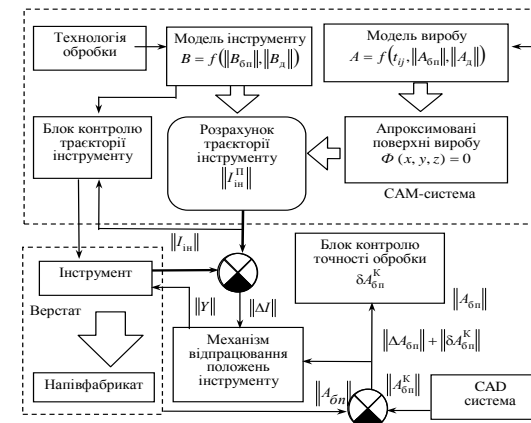 Технологія
обробки
Модель інструменту
B = f(‖Bбп‖,‖Bд‖)
Модель виробу
A = f(tij,‖Aбп‖,‖Aд‖)
Блок контролю
траєкторії
інструменту
Розрахунок
траєкторії
інструменту
‖IінП‖
Апроксимовані
поверхні виробу
Φ (x, y, z) = 0
CAM-система
‖Iін‖
Інструмент
Верстат
Напівфабрикат
‖Y‖
‖ΔI‖
Механізм
відпрацювання
положень
інструменту
Блок контролю
точності обробки
δAбпК
‖Aбп‖
‖ΔAбп‖ + ‖δAбпК‖
‖Aбп‖
‖AбпК‖
CAD
система